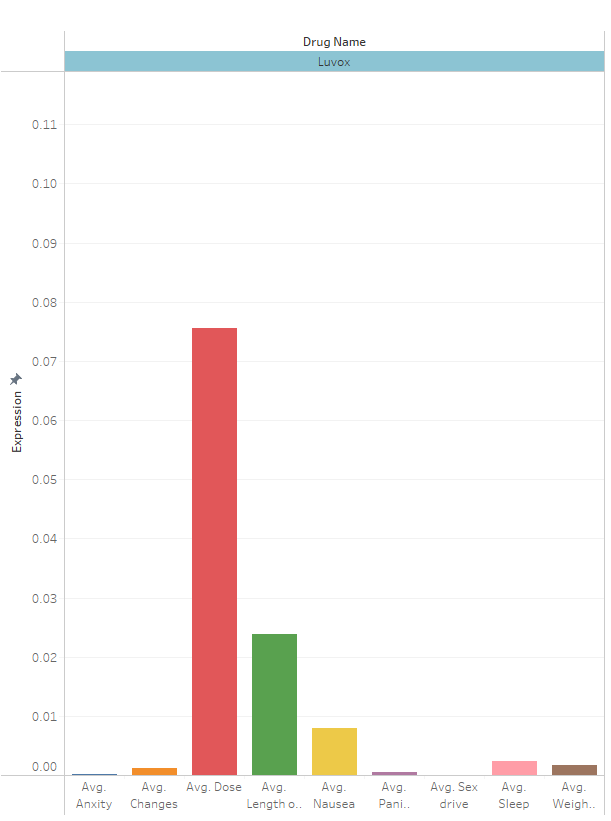 Drug Name
Luvox
0.11
0.10
0.09
0.08
0.07
0.06
0.05
0.04
0.03
0.02
0.01
0.00
Expression
Avg. Anxity
Avg. Changes
Avg. Dose
Avg. Length o..
Avg. Nausea
Avg. Pani..
Avg. Sex drive
Avg. Sleep
Avg. Weigh..